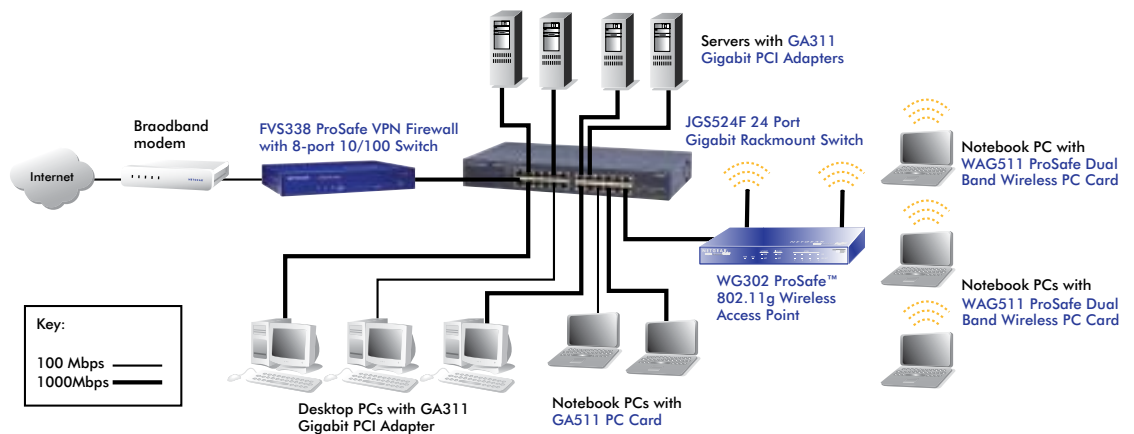 Servers with GA311
Gigabit PCI Adapters
Braodband
modem
FVS338 ProSafe VPN Firewall
with 8-port 10/100 Switch
JGS524F 24 Port
Gigabit Rackmount Switch
Internet
NETGEAR
Notebook PC with
WAG511 ProSafe Dual
Band Wireless PC Card
NETGEAR
WG302 ProSafe™
802.11g Wireless
Access Point
Notebook PCs with
WAG511 ProSafe Dual
Band Wireless PC Card
Key:
100 Mbps
1000Mbps
Desktop PCs with GA311
Gigabit PCI Adapter
Notebook PCs with
GA511 PC Card